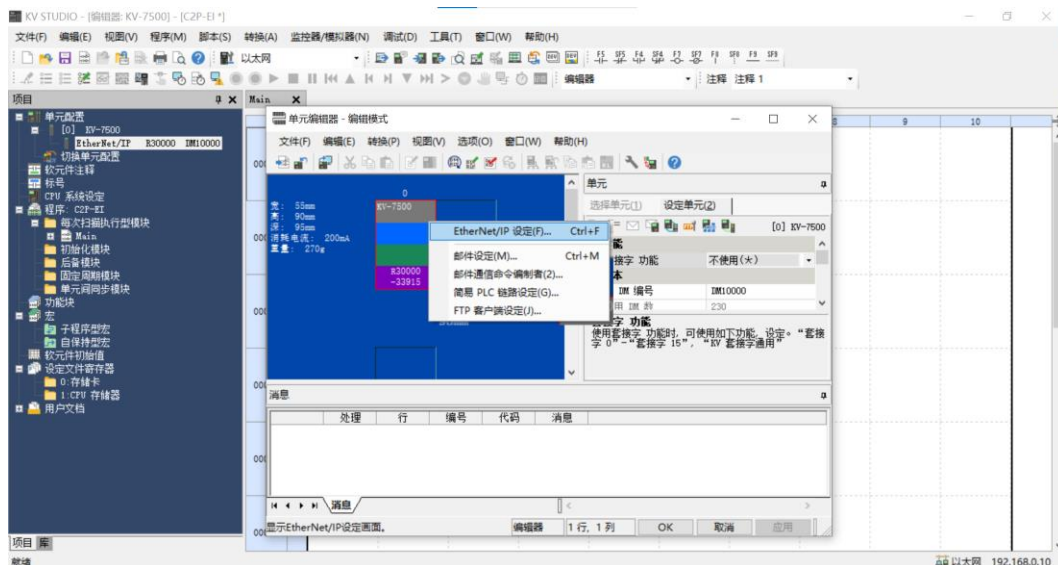 KV STUDIO - [编辑器: KV-7500] - [C2P-EI *]
文件(F) 编辑(E) 视图(V) 程序(M) 脚本(S) 转换(A) 监控器/模拟器(N) 调试(D) 工具(T) 窗口(W) 帮助(H)
以太网
F5 SF5 F4 SF4 F3 SF3 F8 SF8 F9 SF9
编辑器 注释 注释 1
项目
Main
单元配置
[0] KV-7500
EtherNet/IP R30000 DM10000
切换单元配置
软元件注释
标号
CPU 系统设定
程序: C2P-EI
每次扫描执行型模块
Main
初始化模块
后备模块
固定周期模块
单元间同步模块
功能块
宏
子程序型宏
自保持型宏
软元件初始值
设定文件寄存器
0:存储卡
1:CPU 存储器
用户文档
8 9 10
单元编辑器 - 编辑模式
文件(F) 编辑(E) 转换(P) 视图(V) 选项(O) 窗口(W) 帮助(H)
宽: 55mm
高: 90mm
深: 95mm
消耗电流: 200mA
重量: 270g
0
KV-7500
R30000
-33915
EtherNet/IP 设定(F)... Ctrl+F
邮件设定(M)... Ctrl+M
邮件通信命令编制者(2)...
简易 PLC 链路设定(G)...
FTP 客户端设定(J)...
单元
选择单元(1) 设定单元(2)
[0] KV-7500
能
接字 功能 不使用(*)
本
DM 编号 DM10000
用 DM 数 230
套接字 功能
使用套接字 功能时, 可使用如下功能, 设定。“套接字 0”-“套接字 15”, “KV 套接字通用”
消息
处理 行 编号 代码 消息
消息
显示EtherNet/IP设定画面。 编辑器 1 行, 1 列 OK 取消 应用
项目 库
就绪
以太网 192.168.0.10